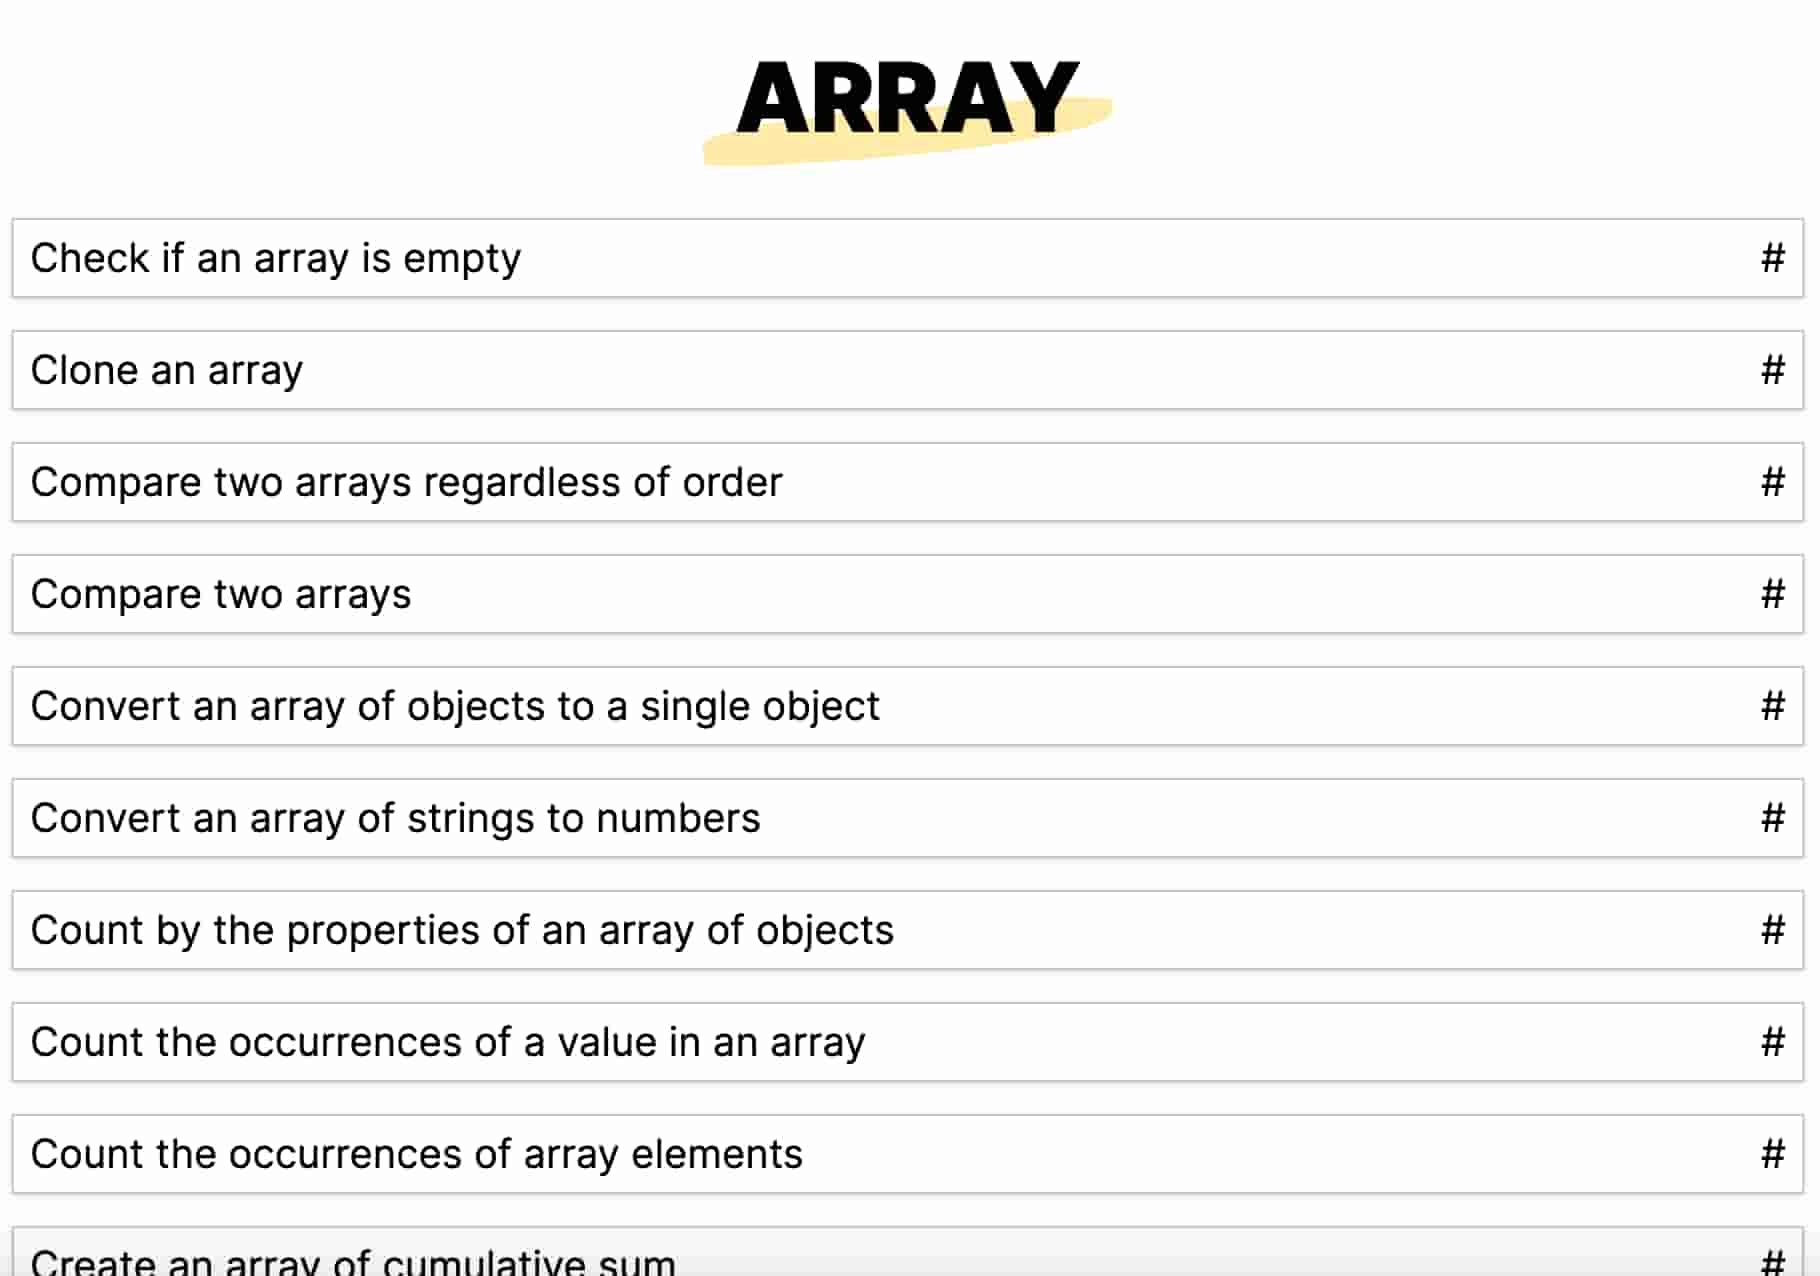 ARRAY
Check if an array is empty #
Clone an array #
Compare two arrays regardless of order #
Compare two arrays #
Convert an array of objects to a single object #
Convert an array of strings to numbers #
Count by the properties of an array of objects #
Count the occurrences of a value in an array #
Count the occurrences of array elements #
Create an array of cumulative sum #